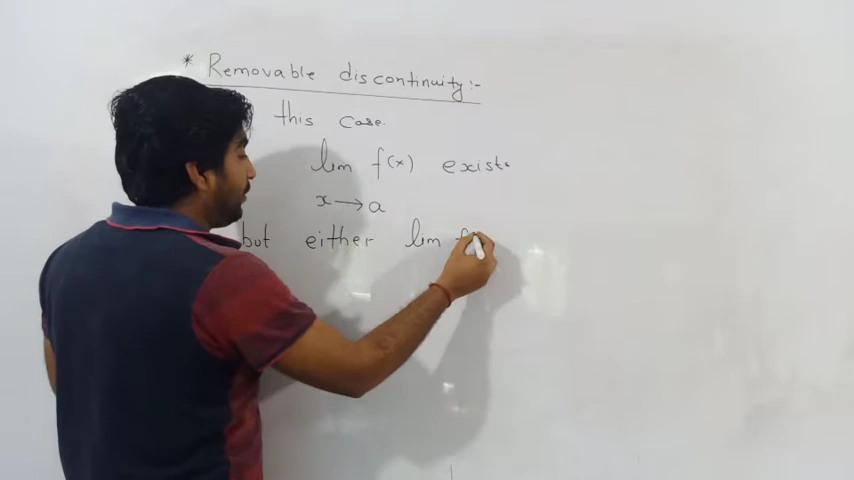 * Removable discontinuity :-
this case.
lim f(x) exists.
x → a
but either lim f